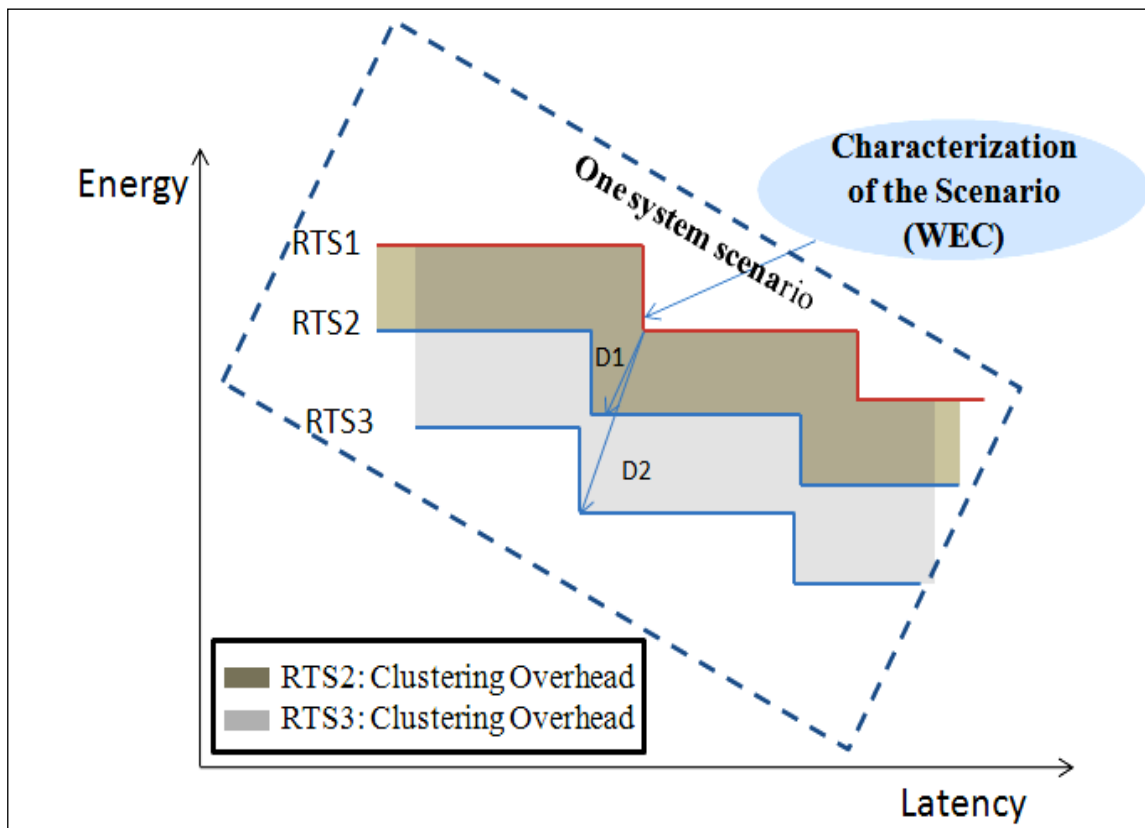 Characterization
of the Scenario
(WEC)
One system scenario
Energy
RTS1
RTS2
D1
RTS3
D2
RTS2: Clustering Overhead
RTS3: Clustering Overhead
Latency